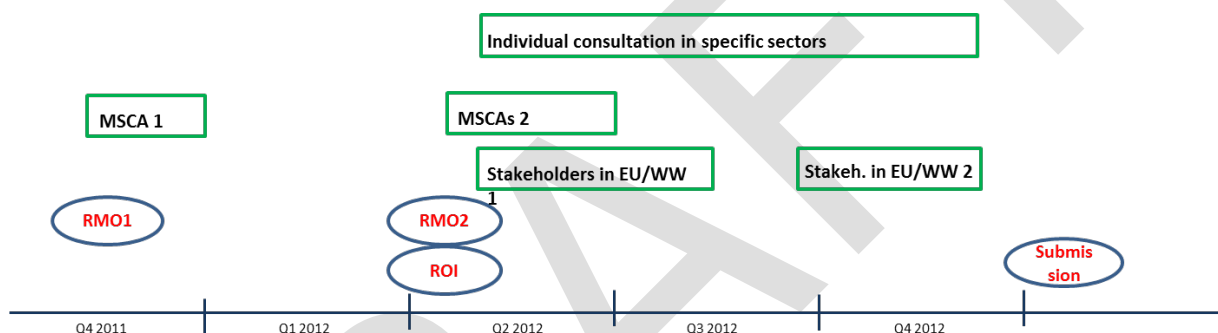 Individual consultation in specific sectors
MSCA 1
MSCAs 2
Stakeholders in EU/WW
1
Stakeh. in EU/WW 2
RMO1
RMO2
ROI
Submis
sion
Q4 2011
Q1 2012
Q2 2012
Q3 2012
Q4 2012